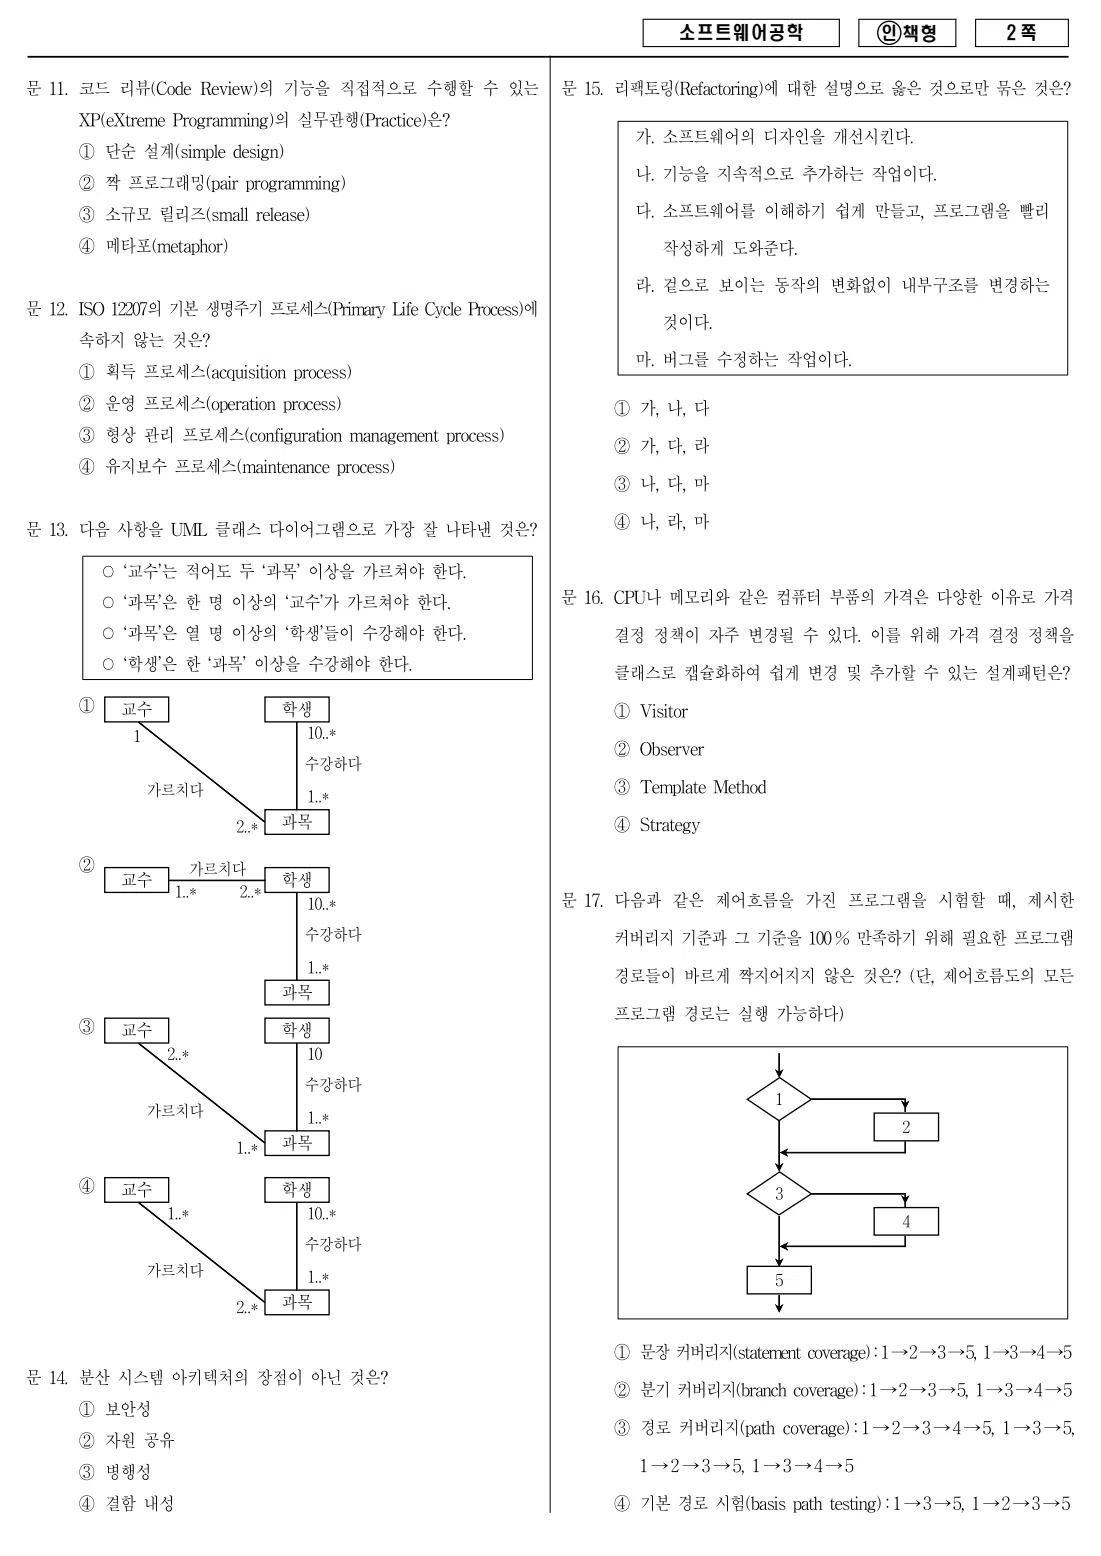 소프트웨어공학
인책형
2쪽
문 11. 코드 리뷰(Code Review)의 기능을 직접적으로 수행할 수 있는
XP(eXtreme Programming)의 실무관행(Practice)은?
① 단순 설계(simple design)
② 짝 프로그래밍(pair programming)
③ 소규모 릴리즈(small release)
④ 메타포(metaphor)
문 12. ISO 12207의 기본 생명주기 프로세스(Primary Life Cycle Process)에
속하지 않는 것은?
① 획득 프로세스(acquisition process)
② 운영 프로세스(operation process)
③ 형상 관리 프로세스(configuration management process)
④ 유지보수 프로세스(maintenance process)
문 13. 다음 사항을 UML 클래스 다이어그램으로 가장 잘 나타낸 것은?
○ ‘교수’는 적어도 두 ‘과목’ 이상을 가르쳐야 한다.
○ ‘과목’은 한 명 이상의 ‘교수’가 가르쳐야 한다.
○ ‘과목’은 열 명 이상의 ‘학생’들이 수강해야 한다.
○ ‘학생’은 한 ‘과목’ 이상을 수강해야 한다.
① 교수 학생
1 10..*
수강하다
가르치다 1..*
2..* 과목
② 교수 가르치다 학생
1..* 2..*
10..*
수강하다
1..*
과목
③ 교수 학생
2..* 10
수강하다
가르치다 1..*
1..* 과목
④ 교수 학생
1..* 10..*
수강하다
가르치다 1..*
2..* 과목
문 14. 분산 시스템 아키텍처의 장점이 아닌 것은?
① 보안성
② 자원 공유
③ 병행성
④ 결함 내성
문 15. 리팩토링(Refactoring)에 대한 설명으로 옳은 것으로만 묶은 것은?
가. 소프트웨어의 디자인을 개선시킨다.
나. 기능을 지속적으로 추가하는 작업이다.
다. 소프트웨어를 이해하기 쉽게 만들고, 프로그램을 빨리
작성하게 도와준다.
라. 겉으로 보이는 동작의 변화없이 내부구조를 변경하는
것이다.
마. 버그를 수정하는 작업이다.
① 가, 나, 다
② 가, 다, 라
③ 나, 다, 마
④ 나, 라, 마
문 16. CPU나 메모리와 같은 컴퓨터 부품의 가격은 다양한 이유로 가격
결정 정책이 자주 변경될 수 있다. 이를 위해 가격 결정 정책을
클래스로 캡슐화하여 쉽게 변경 및 추가할 수 있는 설계패턴은?
① Visitor
② Observer
③ Template Method
④ Strategy
문 17. 다음과 같은 제어흐름을 가진 프로그램을 시험할 때, 제시한
커버리지 기준과 그 기준을 100% 만족하기 위해 필요한 프로그램
경로들이 바르게 짝지어지지 않은 것은? (단, 제어흐름도의 모든
프로그램 경로는 실행 가능하다)
1
2
3
4
5
① 문장 커버리지(statement coverage):1→2→3→5, 1→3→4→5
② 분기 커버리지(branch coverage):1→2→3→5, 1→3→4→5
③ 경로 커버리지(path coverage):1→2→3→4→5, 1→3→5,
1→2→3→5, 1→3→4→5
④ 기본 경로 시험(basis path testing):1→3→5, 1→2→3→5